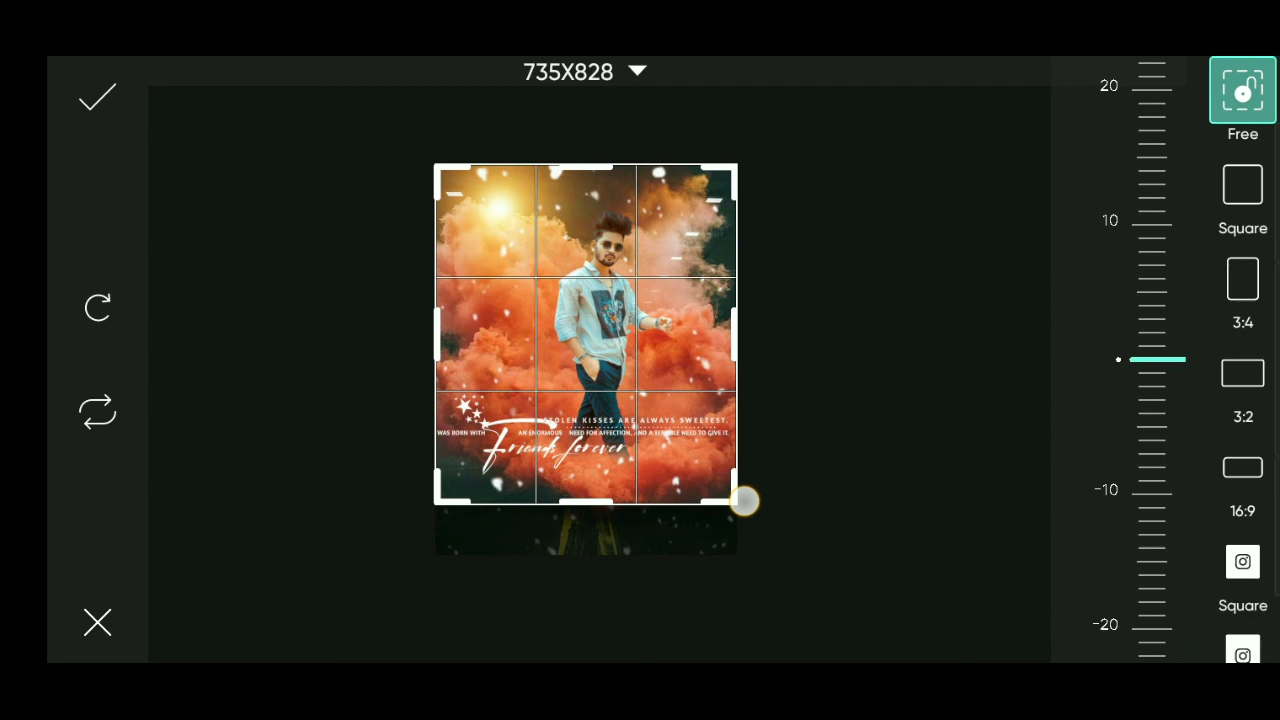 735X828
20
10
-10
-20
Free
Square
3:4
3:2
16:9
Square
STOLEN KISSES ARE ALWAYS SWEETEST.
WAS BORN WITH AN ENORMOUS NEED FOR AFFECTION, AND A TERRIBLE NEED TO GIVE IT.
Friends forever